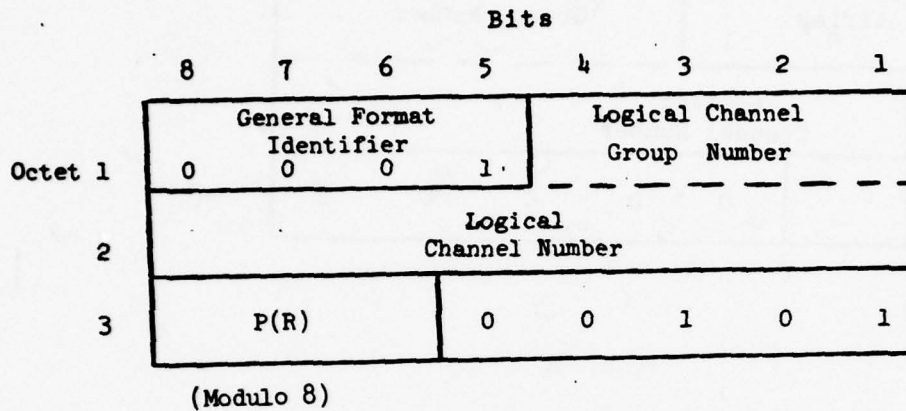 Bits
8 7 6 5 4 3 2 1
General Format Logical Channel
Identifier Group Number
Octet 1 0 0 0 1
Logical
2 Channel Number
3 P(R) 0 0 1 0 1
(Modulo 8)